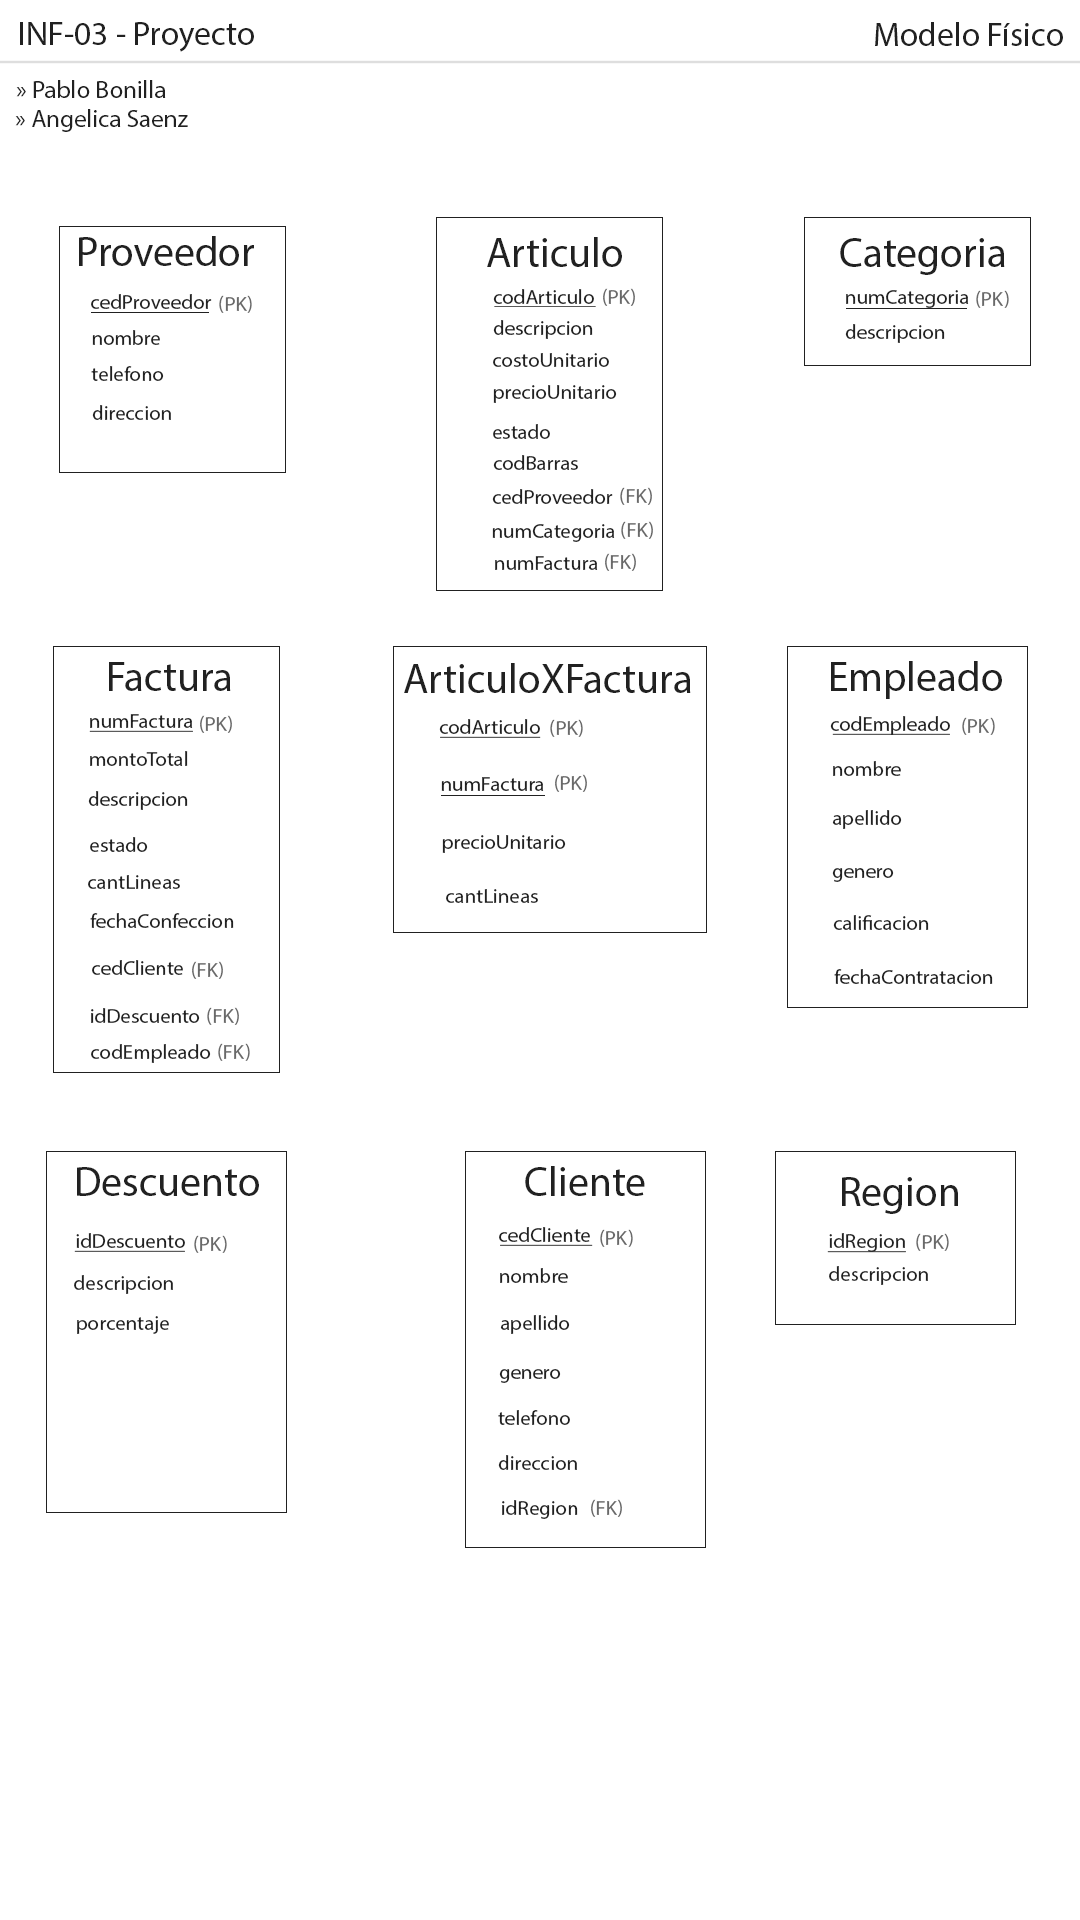 INF-03 - Proyecto
Modelo Físico
» Pablo Bonilla
» Angelica Saenz
Proveedor
cedProveedor (PK)
nombre
telefono
direccion
Articulo
codArticulo (PK)
descripcion
costoUnitario
precioUnitario
estado
codBarras
cedProveedor (FK)
numCategoria (FK)
numFactura (FK)
Categoria
numCategoria (PK)
descripcion
Factura
numFactura (PK)
montoTotal
descripcion
estado
cantLineas
fechaConfeccion
cedCliente (FK)
idDescuento (FK)
codEmpleado (FK)
ArticuloXFactura
codArticulo (PK)
numFactura (PK)
precioUnitario
cantLineas
Empleado
codEmpleado (PK)
nombre
apellido
genero
calificacion
fechaContratacion
Descuento
idDescuento (PK)
descripcion
porcentaje
Cliente
cedCliente (PK)
nombre
apellido
genero
telefono
direccion
idRegion (FK)
Region
idRegion (PK)
descripcion